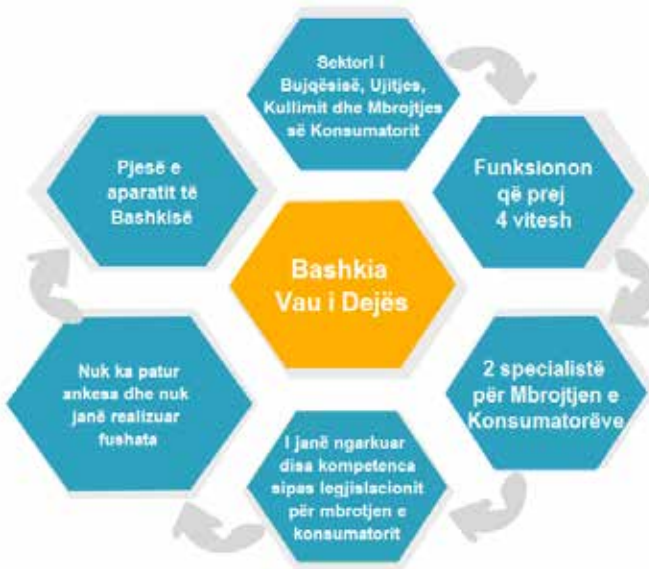 Sektori i
Bujqësisë, Ujitjes,
Kullimit dhe Mbrojtjes
së Konsumatorit
Funksionon
që prej
4 vitesh
2 specialistë
për Mbrojtjen e
Konsumatorëve
I janë ngarkuar
disa kompetenca
sipas legjislacionit
për mbrotjen e
konsumatorit
Nuk ka patur
ankesa dhe nuk
janë realizuar
fushata
Pjesë e
aparatit të
Bashkisë
Bashkia
Vau i Dejës